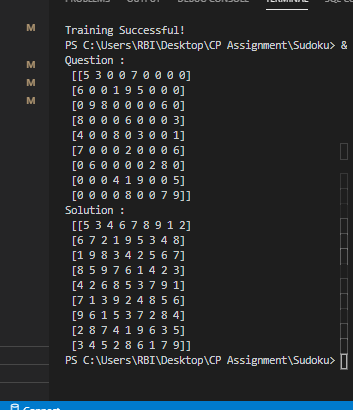 PROBLEMS OUTPUT DEBUG CONSOLE TERMINAL SQL CON
M
M
M
M
Training Successful!
PS C:\Users\RBI\Desktop\CP Assignment\Sudoku> &
Question :
[[5 3 0 0 7 0 0 0 0]
[6 0 0 1 9 5 0 0 0]
[0 9 8 0 0 0 0 6 0]
[8 0 0 0 6 0 0 0 3]
[4 0 0 8 0 3 0 0 1]
[7 0 0 0 2 0 0 0 6]
[0 6 0 0 0 0 2 8 0]
[0 0 0 4 1 9 0 0 5]
[0 0 0 0 8 0 0 7 9]]
Solution :
[[5 3 4 6 7 8 9 1 2]
[6 7 2 1 9 5 3 4 8]
[1 9 8 3 4 2 5 6 7]
[8 5 9 7 6 1 4 2 3]
[4 2 6 8 5 3 7 9 1]
[7 1 3 9 2 4 8 5 6]
[9 6 1 5 3 7 2 8 4]
[2 8 7 4 1 9 6 3 5]
[3 4 5 2 8 6 1 7 9]]
PS C:\Users\RBI\Desktop\CP Assignment\Sudoku>
Connect